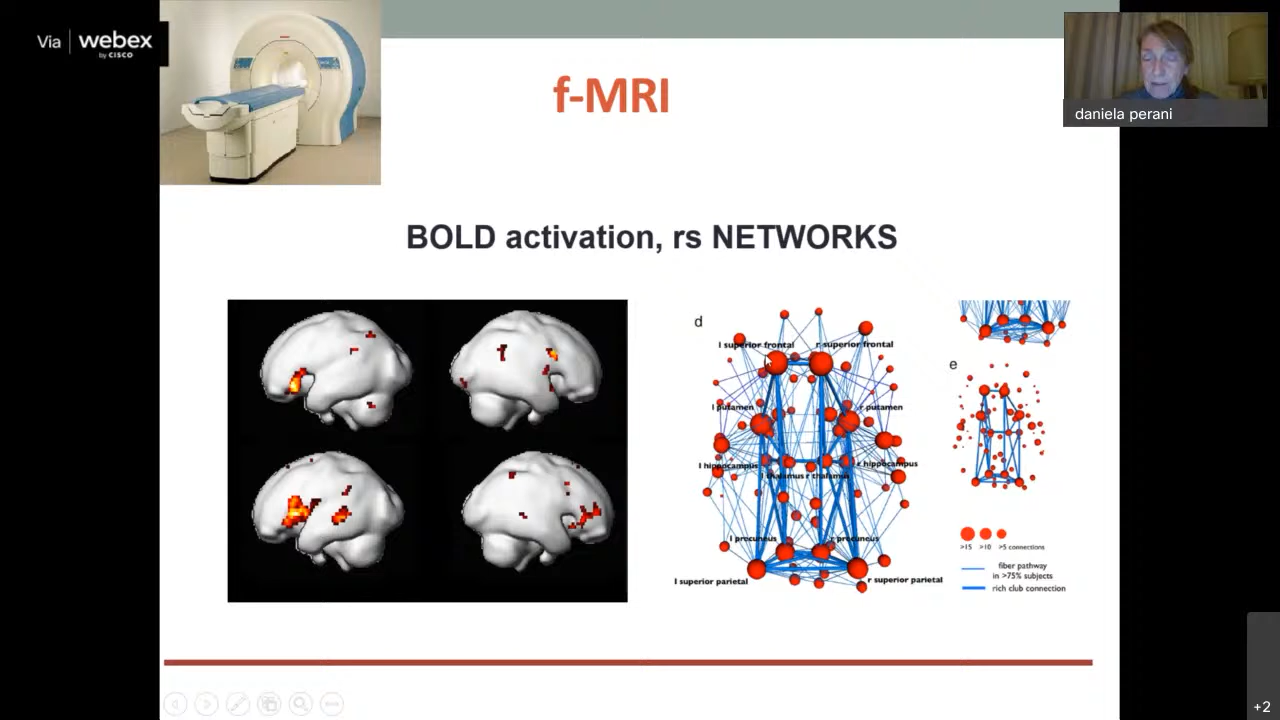 Via webex
by CISCO
f-MRI
daniela perani
BOLD activation, rs NETWORKS
d
l superior frontal r superior frontal
e
l putamen r putamen
l hippocampus r hippocampus
l thalamus r thalamus
l precuneus r precuneus
l superior parietal r superior parietal
>15 >10 >5 connections
fiber pathway
in >75% subjects
rich club connection
+2